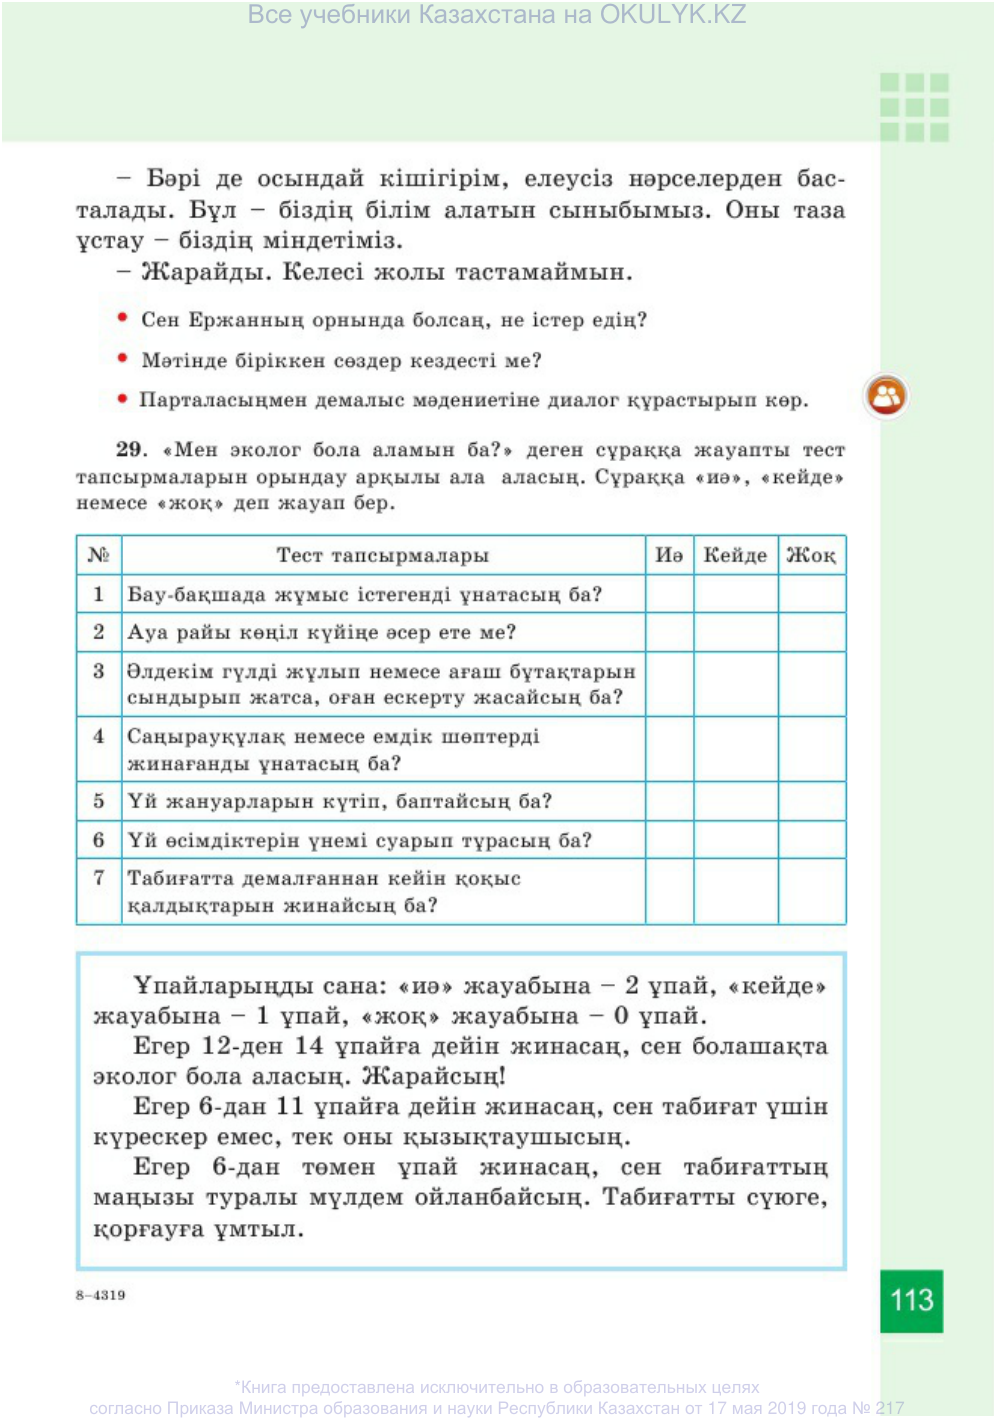 Все учебники Казахстана на OKULYK.KZ
– Бәрі де осындай кішігірім, елеусіз нәрселерден бас-
талады. Бұл – біздің білім алатын сыныбымыз. Оны таза
ұстау – біздің міндетіміз.
– Жарайды. Келесі жолы тастамаймын.
• Сен Ержанның орнында болсаң, не істер едің?
• Мәтінде біріккен сөздер кездесті ме?
• Парталасыңмен демалыс мәдениетіне диалог құрастырып көр.
29. «Мен эколог бола аламын ба?» деген сұраққа жауапты тест
тапсырмаларын орындау арқылы ала аласың. Сұраққа «иә», «кейде»
немесе «жоқ» деп жауап бер.
№ Тест тапсырмалары Иә Кейде Жоқ
1 Бау-бақшада жұмыс істегенді ұнатасың ба?
2 Ауа райы көңіл күйіңе әсер ете ме?
3 Әлдекім гүлді жұлып немесе ағаш бұтақтарын
сындырып жатса, оған ескерту жасайсың ба?
4 Саңырауқұлақ немесе емдік шөптерді
жинағанды ұнатасың ба?
5 Үй жануарларын күтіп, баптайсың ба?
6 Үй өсімдіктерін үнемі суарып тұрасың ба?
7 Табиғатта демалғаннан кейін қоқыс
қалдықтарын жинайсың ба?
Ұпайларыңды сана: «иә» жауабына – 2 ұпай, «кейде»
жауабына – 1 ұпай, «жоқ» жауабына – 0 ұпай.
Егер 12-ден 14 ұпайға дейін жинасаң, сен болашақта
эколог бола аласың. Жарайсың!
Егер 6-дан 11 ұпайға дейін жинасаң, сен табиғат үшін
күрескер емес, тек оны қызықтаушысың.
Егер 6-дан төмен ұпай жинасаң, сен табиғаттың
маңызы туралы мүлдем ойланбайсың. Табиғатты сүюге,
қорғауға ұмтыл.
8–4319
113
*Книга предоставлена исключительно в образовательных целях
согласно Приказа Министра образования и науки Республики Казахстан от 17 мая 2019 года № 217